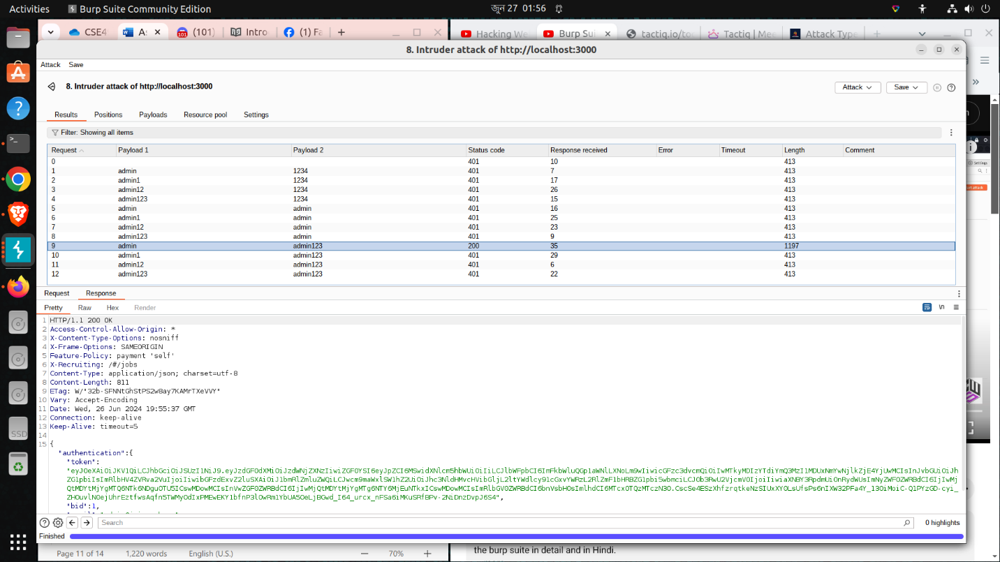 Activities
Burp Suite Community Edition
जून 27 01:56
CSE4
As
(101)
Intro
(1) Fa
Hacking We
Burp Sui
tactiq.io/to
Tactiq | Mee
Attack Type
8. Intruder attack of http://localhost:3000
Attack Save
8. Intruder attack of http://localhost:3000
Attack
Save
Results Positions Payloads Resource pool Settings
Filter: Showing all items
Request Payload 1 Payload 2 Status code Response received Error Timeout Length Comment
0 401 10 413
1 admin 1234 401 7 413
2 admin1 1234 401 17 413
3 admin12 1234 401 26 413
4 admin123 1234 401 15 413
5 admin admin 401 16 413
6 admin1 admin 401 25 413
7 admin12 admin 401 23 413
8 admin123 admin 401 9 413
9 admin admin123 200 35 1197
10 admin1 admin123 401 29 413
11 admin12 admin123 401 6 413
12 admin123 admin123 401 22 413
Request Response
Pretty Raw Hex Render
\n
1 HTTP/1.1 200 OK
2 Access-Control-Allow-Origin: *
3 X-Content-Type-Options: nosniff
4 X-Frame-Options: SAMEORIGIN
5 Feature-Policy: payment 'self'
6 X-Recruiting: /#/jobs
7 Content-Type: application/json; charset=utf-8
8 Content-Length: 811
9 ETag: W/"32b-SFNNtGhStPS2w8ay7KAMrTXeVVY"
10 Vary: Accept-Encoding
11 Date: Wed, 26 Jun 2024 19:55:37 GMT
12 Connection: keep-alive
13 Keep-Alive: timeout=5
14
15 {
"authentication":{
"token":
"bid":1,
Search
0 highlights
Finished
Page 11 of 14 1,220 words English (U.S.) 70%
the burp suite in detail and in Hindi.
SSD